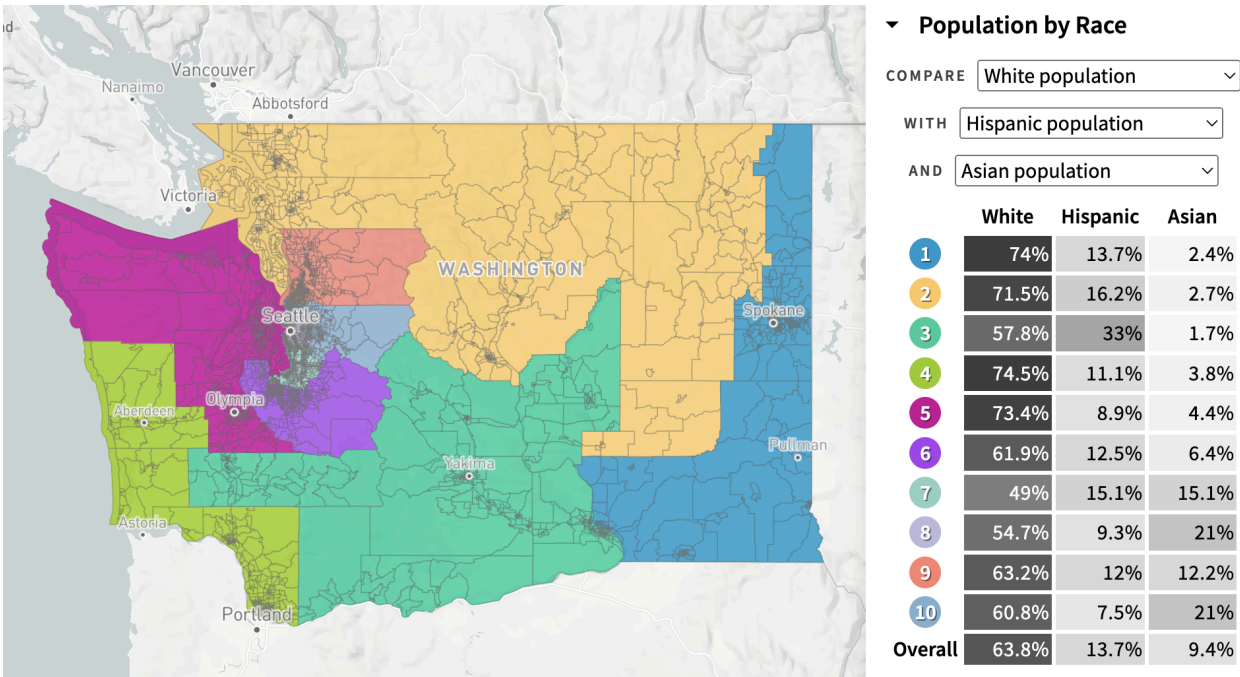 nd
Vancouver
Nanaimo
Abbotsford
Victoria
WASHINGTON
Seattle
Spokane
Olympia
Aberdeen
Pullman
Yakima
Astoria
Portland
Population by Race
COMPARE White population
WITH Hispanic population
AND Asian population
White Hispanic Asian
1 74% 13.7% 2.4%
2 71.5% 16.2% 2.7%
3 57.8% 33% 1.7%
4 74.5% 11.1% 3.8%
5 73.4% 8.9% 4.4%
6 61.9% 12.5% 6.4%
7 49% 15.1% 15.1%
8 54.7% 9.3% 21%
9 63.2% 12% 12.2%
10 60.8% 7.5% 21%
Overall 63.8% 13.7% 9.4%